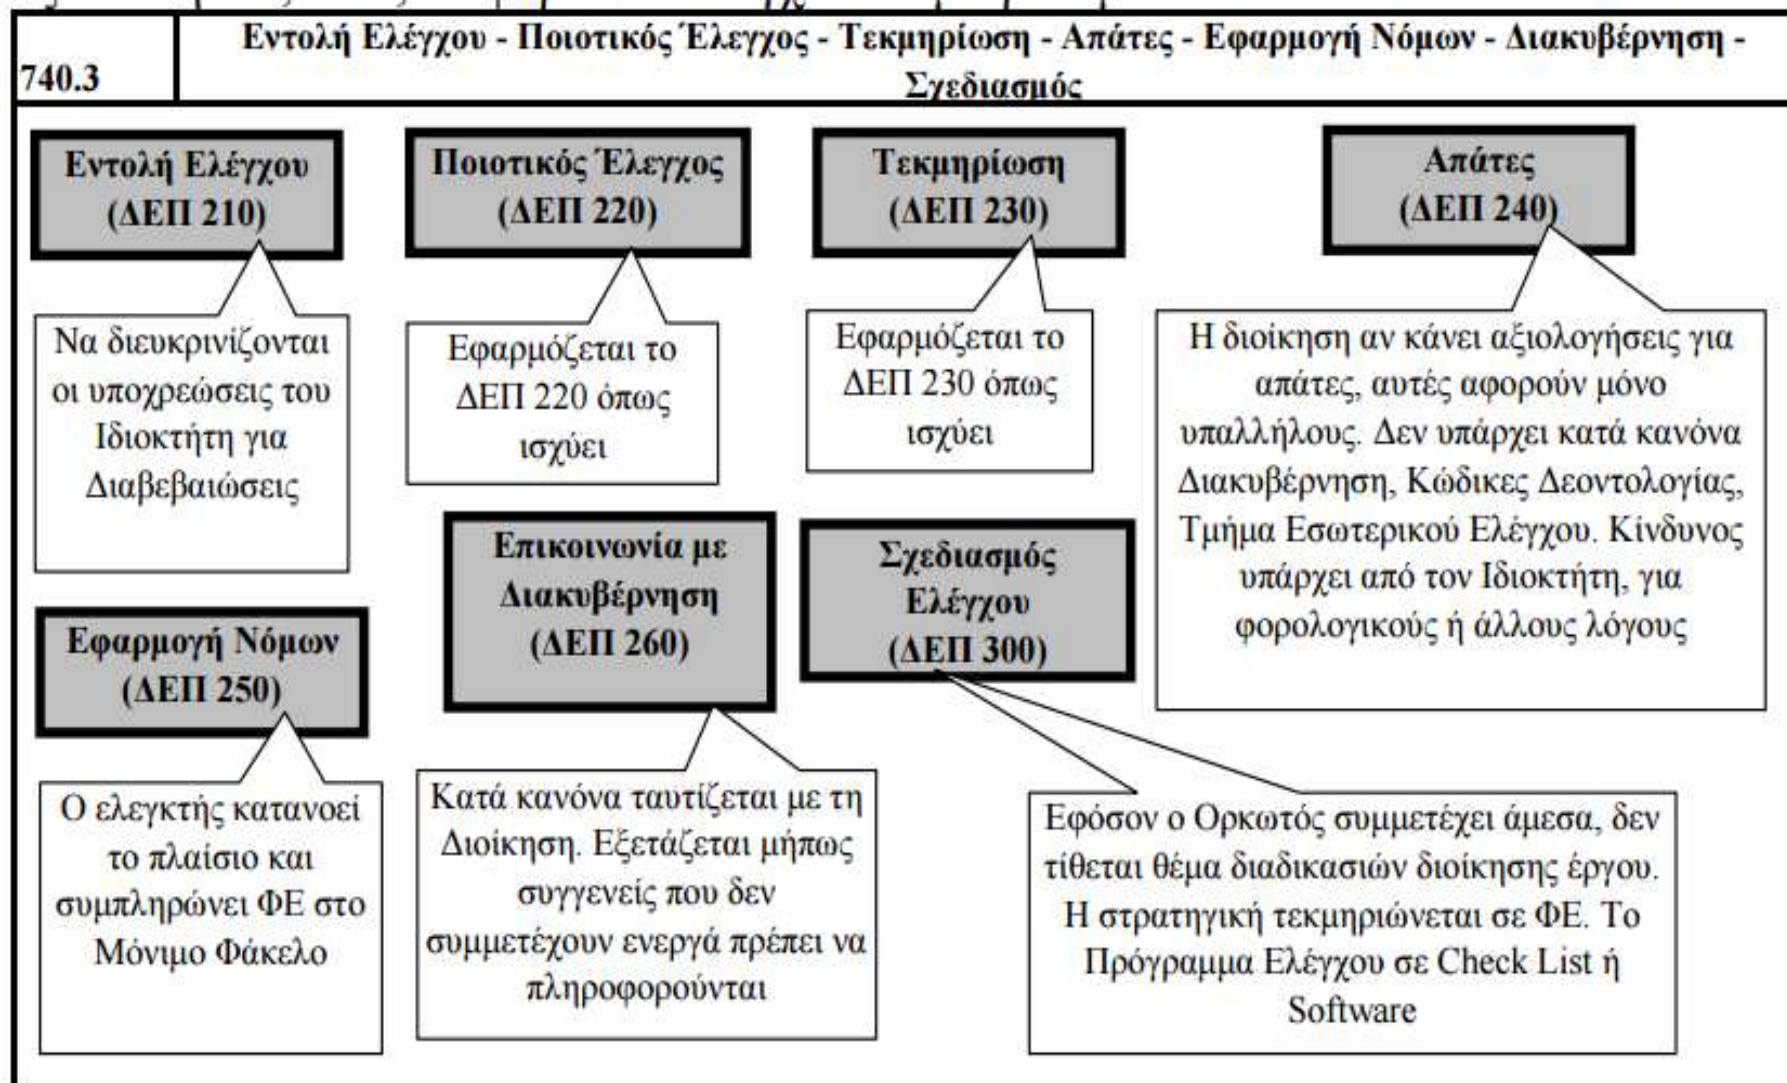 740.3
Εντολή Ελέγχου - Ποιοτικός Έλεγχος - Τεκμηρίωση - Απάτες - Εφαρμογή Νόμων - Διακυβέρνηση -
Σχεδιασμός
Εντολή Ελέγχου
(ΔΕΠ 210)
Να διευκρινίζονται
οι υποχρεώσεις του
Ιδιοκτήτη για
Διαβεβαιώσεις
Ποιοτικός Έλεγχος
(ΔΕΠ 220)
Εφαρμόζεται το
ΔΕΠ 220 όπως
ισχύει
Τεκμηρίωση
(ΔΕΠ 230)
Εφαρμόζεται το
ΔΕΠ 230 όπως
ισχύει
Απάτες
(ΔΕΠ 240)
Η διοίκηση αν κάνει αξιολογήσεις για
απάτες, αυτές αφορούν μόνο
υπαλλήλους. Δεν υπάρχει κατά κανόνα
Διακυβέρνηση, Κώδικες Δεοντολογίας,
Τμήμα Εσωτερικού Ελέγχου. Κίνδυνος
υπάρχει από τον Ιδιοκτήτη, για
φορολογικούς ή άλλους λόγους
Εφαρμογή Νόμων
(ΔΕΠ 250)
Ο ελεγκτής κατανοεί
το πλαίσιο και
συμπληρώνει ΦΕ στο
Μόνιμο Φάκελο
Επικοινωνία με
Διακυβέρνηση
(ΔΕΠ 260)
Κατά κανόνα ταυτίζεται με τη
Διοίκηση. Εξετάζεται μήπως
συγγενείς που δεν
συμμετέχουν ενεργά πρέπει να
πληροφορούνται
Σχεδιασμός
Ελέγχου
(ΔΕΠ 300)
Εφόσον ο Ορκωτός συμμετέχει άμεσα, δεν
τίθεται θέμα διαδικασιών διοίκησης έργου.
Η στρατηγική τεκμηριώνεται σε ΦΕ. Το
Πρόγραμμα Ελέγχου σε Check List ή
Software